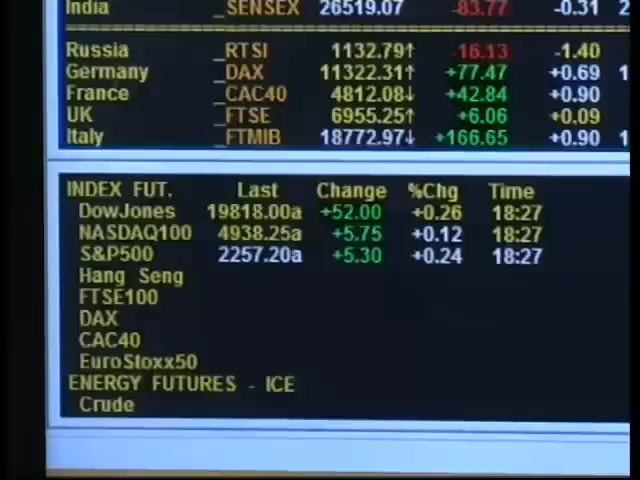 India _SENSEX 26519.07 -83.77 -0.31 2
Russia _RTSI 1132.79↑ -16.13 -1.40
Germany _DAX 11322.31↑ +77.47 +0.69 1
France _CAC40 4812.08↓ +42.84 +0.90
UK _FTSE 6955.25↑ +6.06 +0.09
Italy _FTMIB 18772.97↓ +166.65 +0.90 1
INDEX FUT. Last Change %Chg Time
DowJones 19818.00a +52.00 +0.26 18:27
NASDAQ100 4938.25a +5.75 +0.12 18:27
S&P500 2257.20a +5.30 +0.24 18:27
Hang Seng
FTSE100
DAX
CAC40
EuroStoxx50
ENERGY FUTURES - ICE
Crude